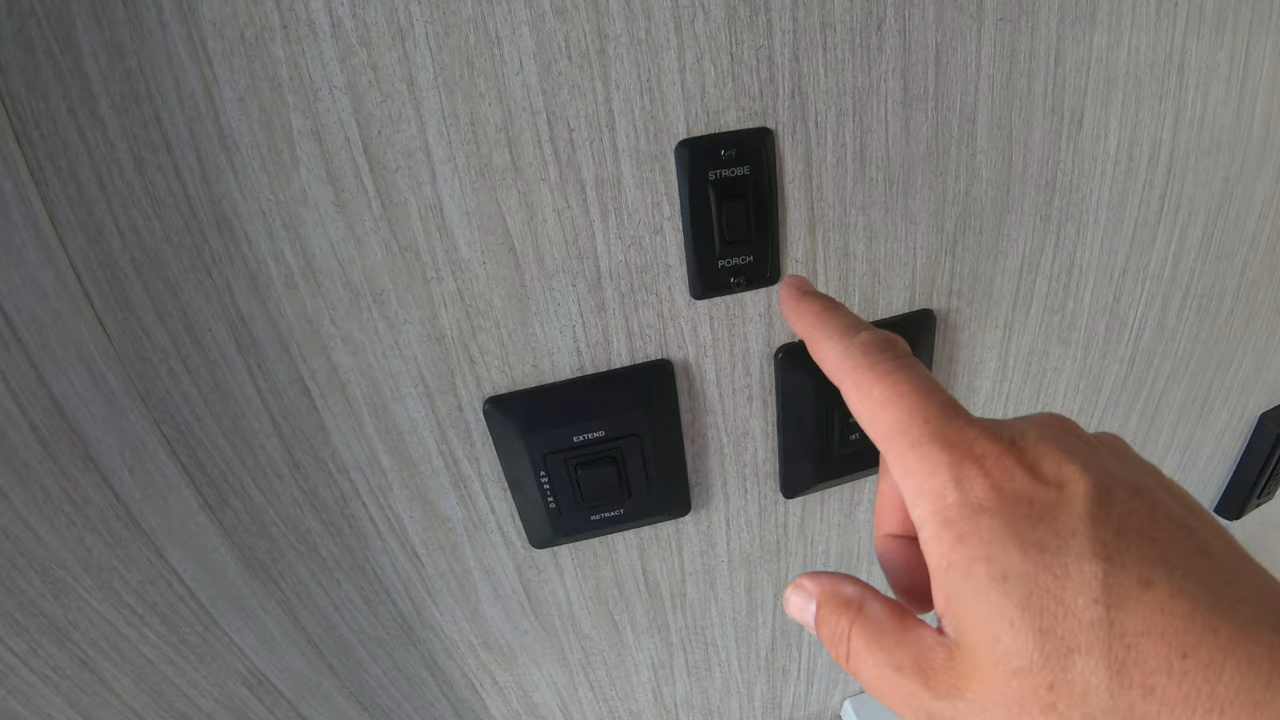 STROBE
PORCH
EXTEND
AWNING
RETRACT